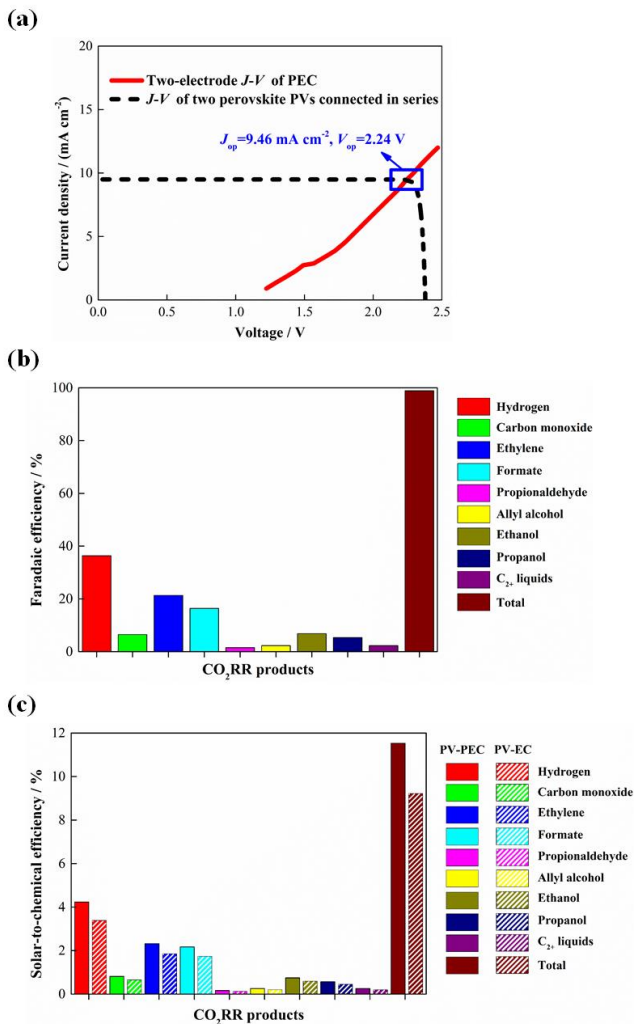 (a)
20
15
10
5
0
Current density / (mA cm⁻²)
Two-electrode J-V of PEC
J-V of two perovskite PVs connected in series
Jop=9.46 mA cm⁻², Vop=2.24 V
0.0 0.5 1.0 1.5 2.0 2.5
Voltage / V
(b)
100
80
60
40
20
0
Faradaic efficiency / %
CO₂RR products
Hydrogen
Carbon monoxide
Ethylene
Formate
Propionaldehyde
Allyl alcohol
Ethanol
Propanol
C₂₊ liquids
Total
(c)
12
10
8
6
4
2
0
Solar-to-chemical efficiency / %
CO₂RR products
PV-PEC PV-EC
Hydrogen
Carbon monoxide
Ethylene
Formate
Propionaldehyde
Allyl alcohol
Ethanol
Propanol
C₂₊ liquids
Total